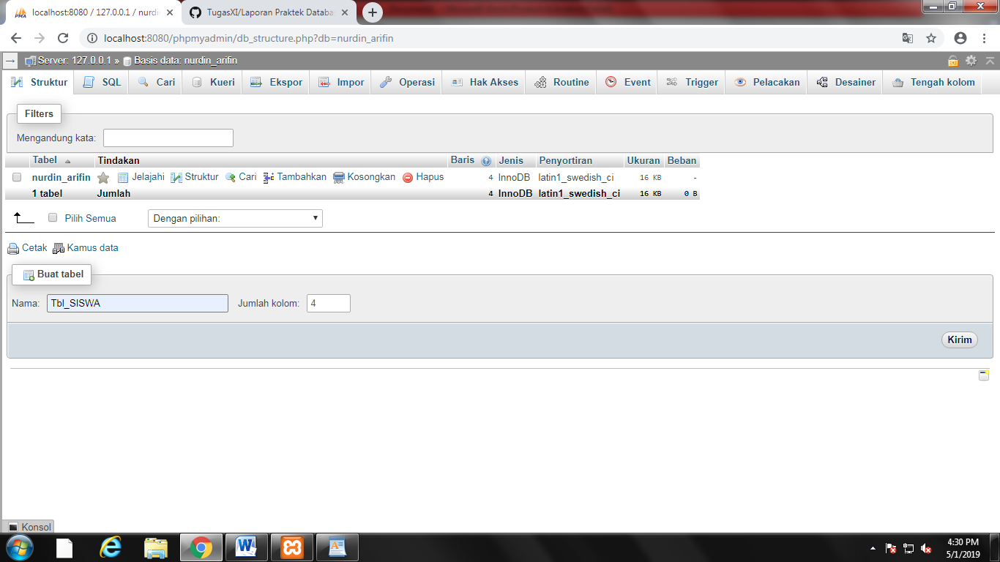 localhost:8080 / 127.0.0.1 / nurdin
TugasXI/Laporan Praktek Databa
localhost:8080/phpmyadmin/db_structure.php?db=nurdin_arifin
Server: 127.0.0.1 » Basis data: nurdin_arifin
Struktur SQL Cari Kueri Ekspor Impor Operasi Hak Akses Routine Event Trigger Pelacakan Desainer Tengah kolom
Filters
Mengandung kata:
Tabel Tindakan Baris Jenis Penyortiran Ukuran Beban
nurdin_arifin Jelajahi Struktur Cari Tambahkan Kosongkan Hapus 4 InnoDB latin1_swedish_ci 16 KB -
1 tabel Jumlah 4 InnoDB latin1_swedish_ci 16 KB 0 B
Pilih Semua Dengan pilihan:
Cetak Kamus data
Buat tabel
Nama: Tbl_SISWA Jumlah kolom: 4
Kirim
Konsol
4:30 PM
5/1/2019